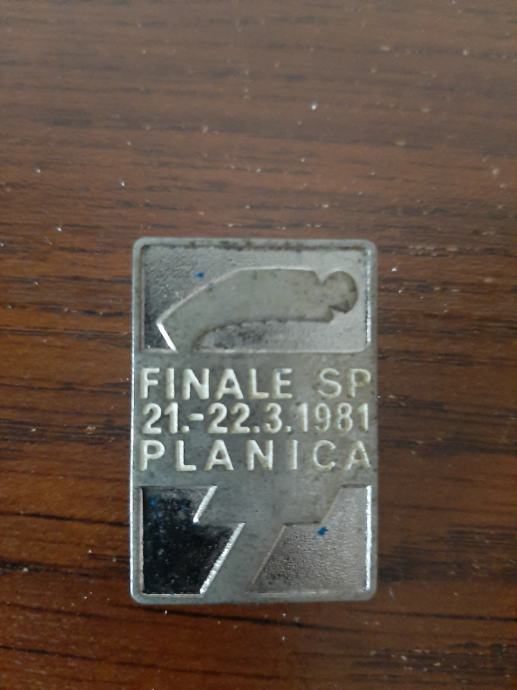 FINALE SP
21.-22.3.1981
PLANICA